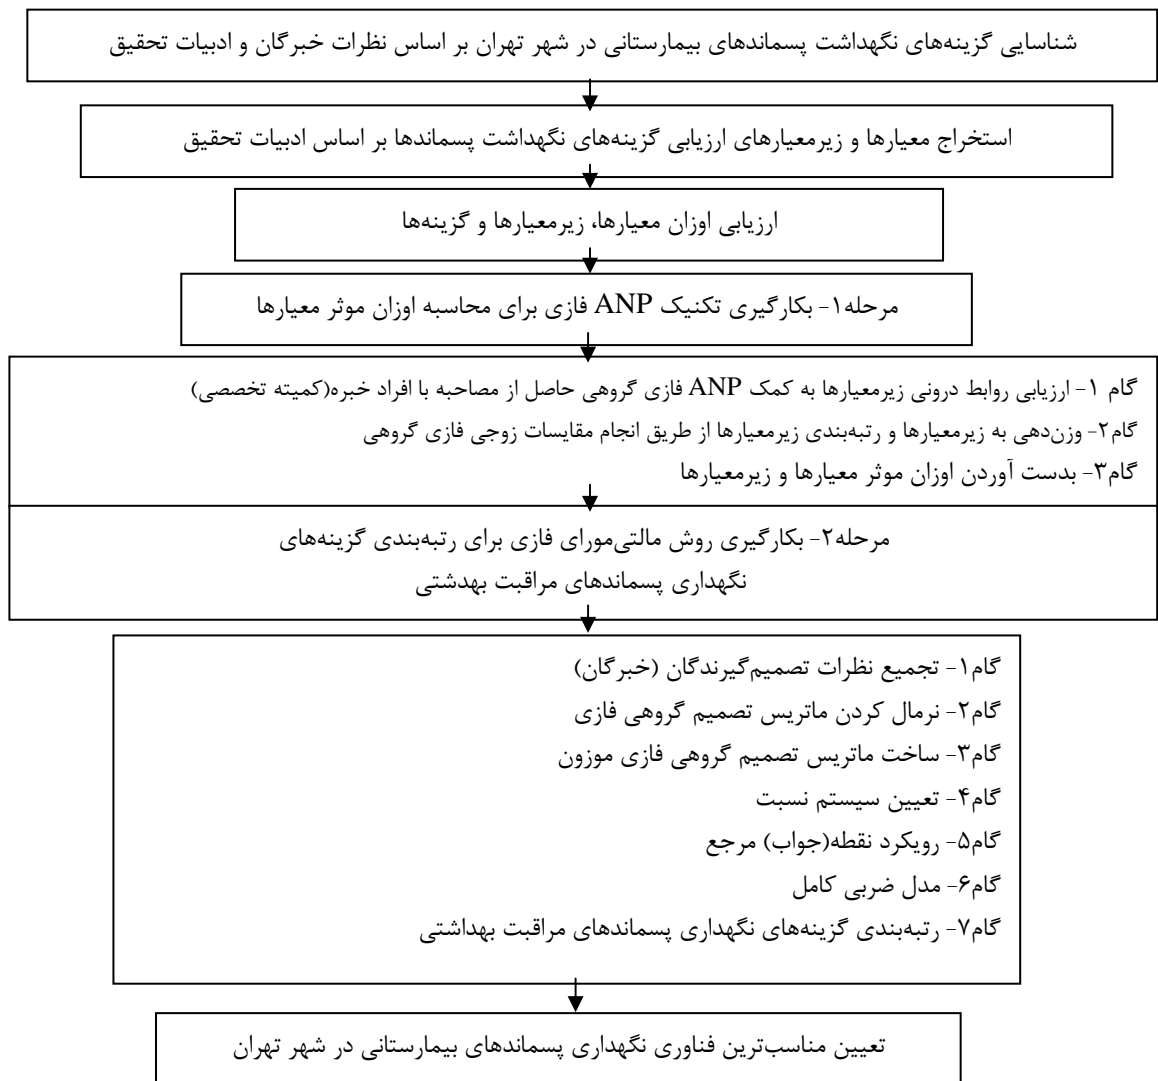 شناسایی گزینه‌های نگهداشت پسماندهای بیمارستانی در شهر تهران بر اساس نظرات خبرگان و ادبیات تحقیق
استخراج معیارها و زیرمعیارهای ارزیابی گزینه‌های نگهداشت پسماندها بر اساس ادبیات تحقیق
ارزیابی اوزان معیارها، زیرمعیارها و گزینه‌ها
مرحله۱- بکارگیری تکنیک ANP فازی برای محاسبه اوزان موثر معیارها
گام ۱- ارزیابی روابط درونی زیرمعیارها به کمک ANP فازی گروهی حاصل از مصاحبه با افراد خبره(کمیته تخصصی)
گام۲- وزن‌دهی به زیرمعیارها و رتبه‌بندی زیرمعیارها از طریق انجام مقایسات زوجی فازی گروهی
گام۳- بدست آوردن اوزان موثر معیارها و زیرمعیارها
مرحله۲- بکارگیری روش مالتی‌مورای فازی برای رتبه‌بندی گزینه‌های
نگهداری پسماندهای مراقبت بهدشتی
گام۱- تجمیع نظرات تصمیم‌گیرندگان (خبرگان)
گام۲- نرمال کردن ماتریس تصمیم گروهی فازی
گام۳- ساخت ماتریس تصمیم گروهی فازی موزون
گام۴- تعیین سیستم نسبت
گام۵- رویکرد نقطه(جواب) مرجع
گام۶- مدل ضربی کامل
گام۷- رتبه‌بندی گزینه‌های نگهداری پسماندهای مراقبت بهداشتی
تعیین مناسب‌ترین فناوری نگهداری پسماندهای بیمارستانی در شهر تهران